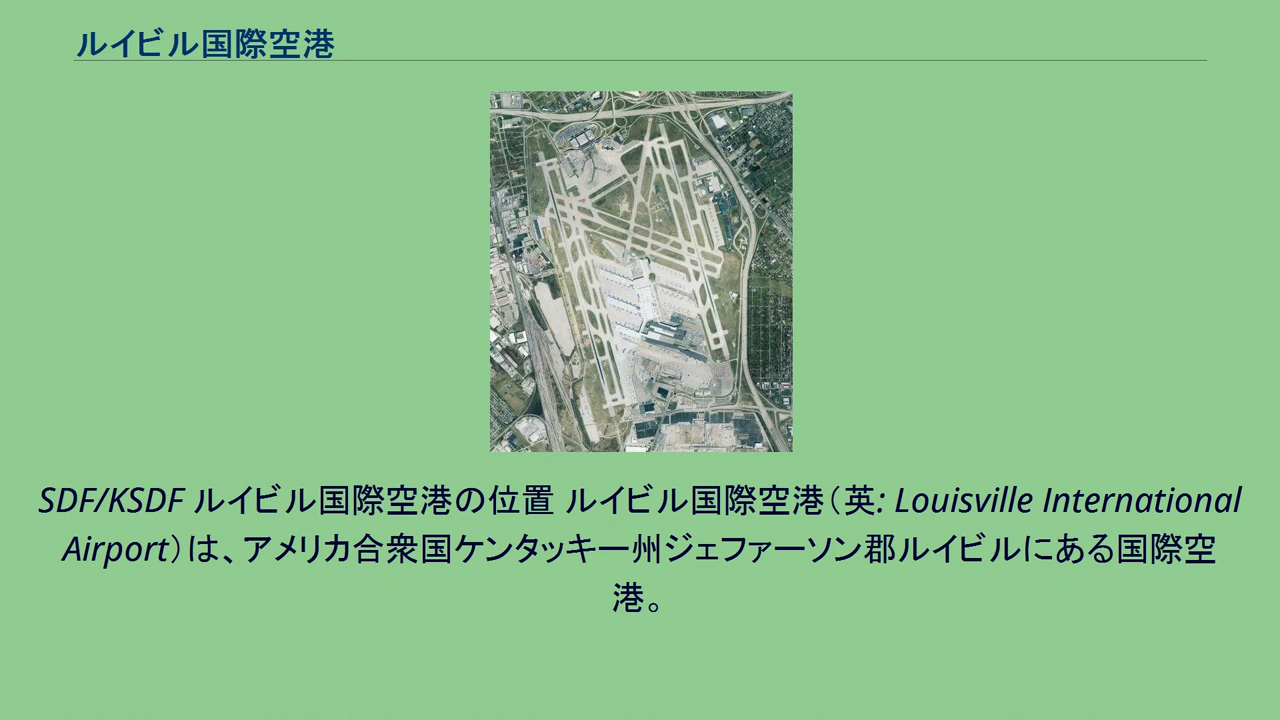 ルイビル国際空港
SDF/KSDF ルイビル国際空港の位置 ルイビル国際空港（英: Louisville International
Airport）は、アメリカ合衆国ケンタッキー州ジェファーソン郡ルイビルにある国際空
港。